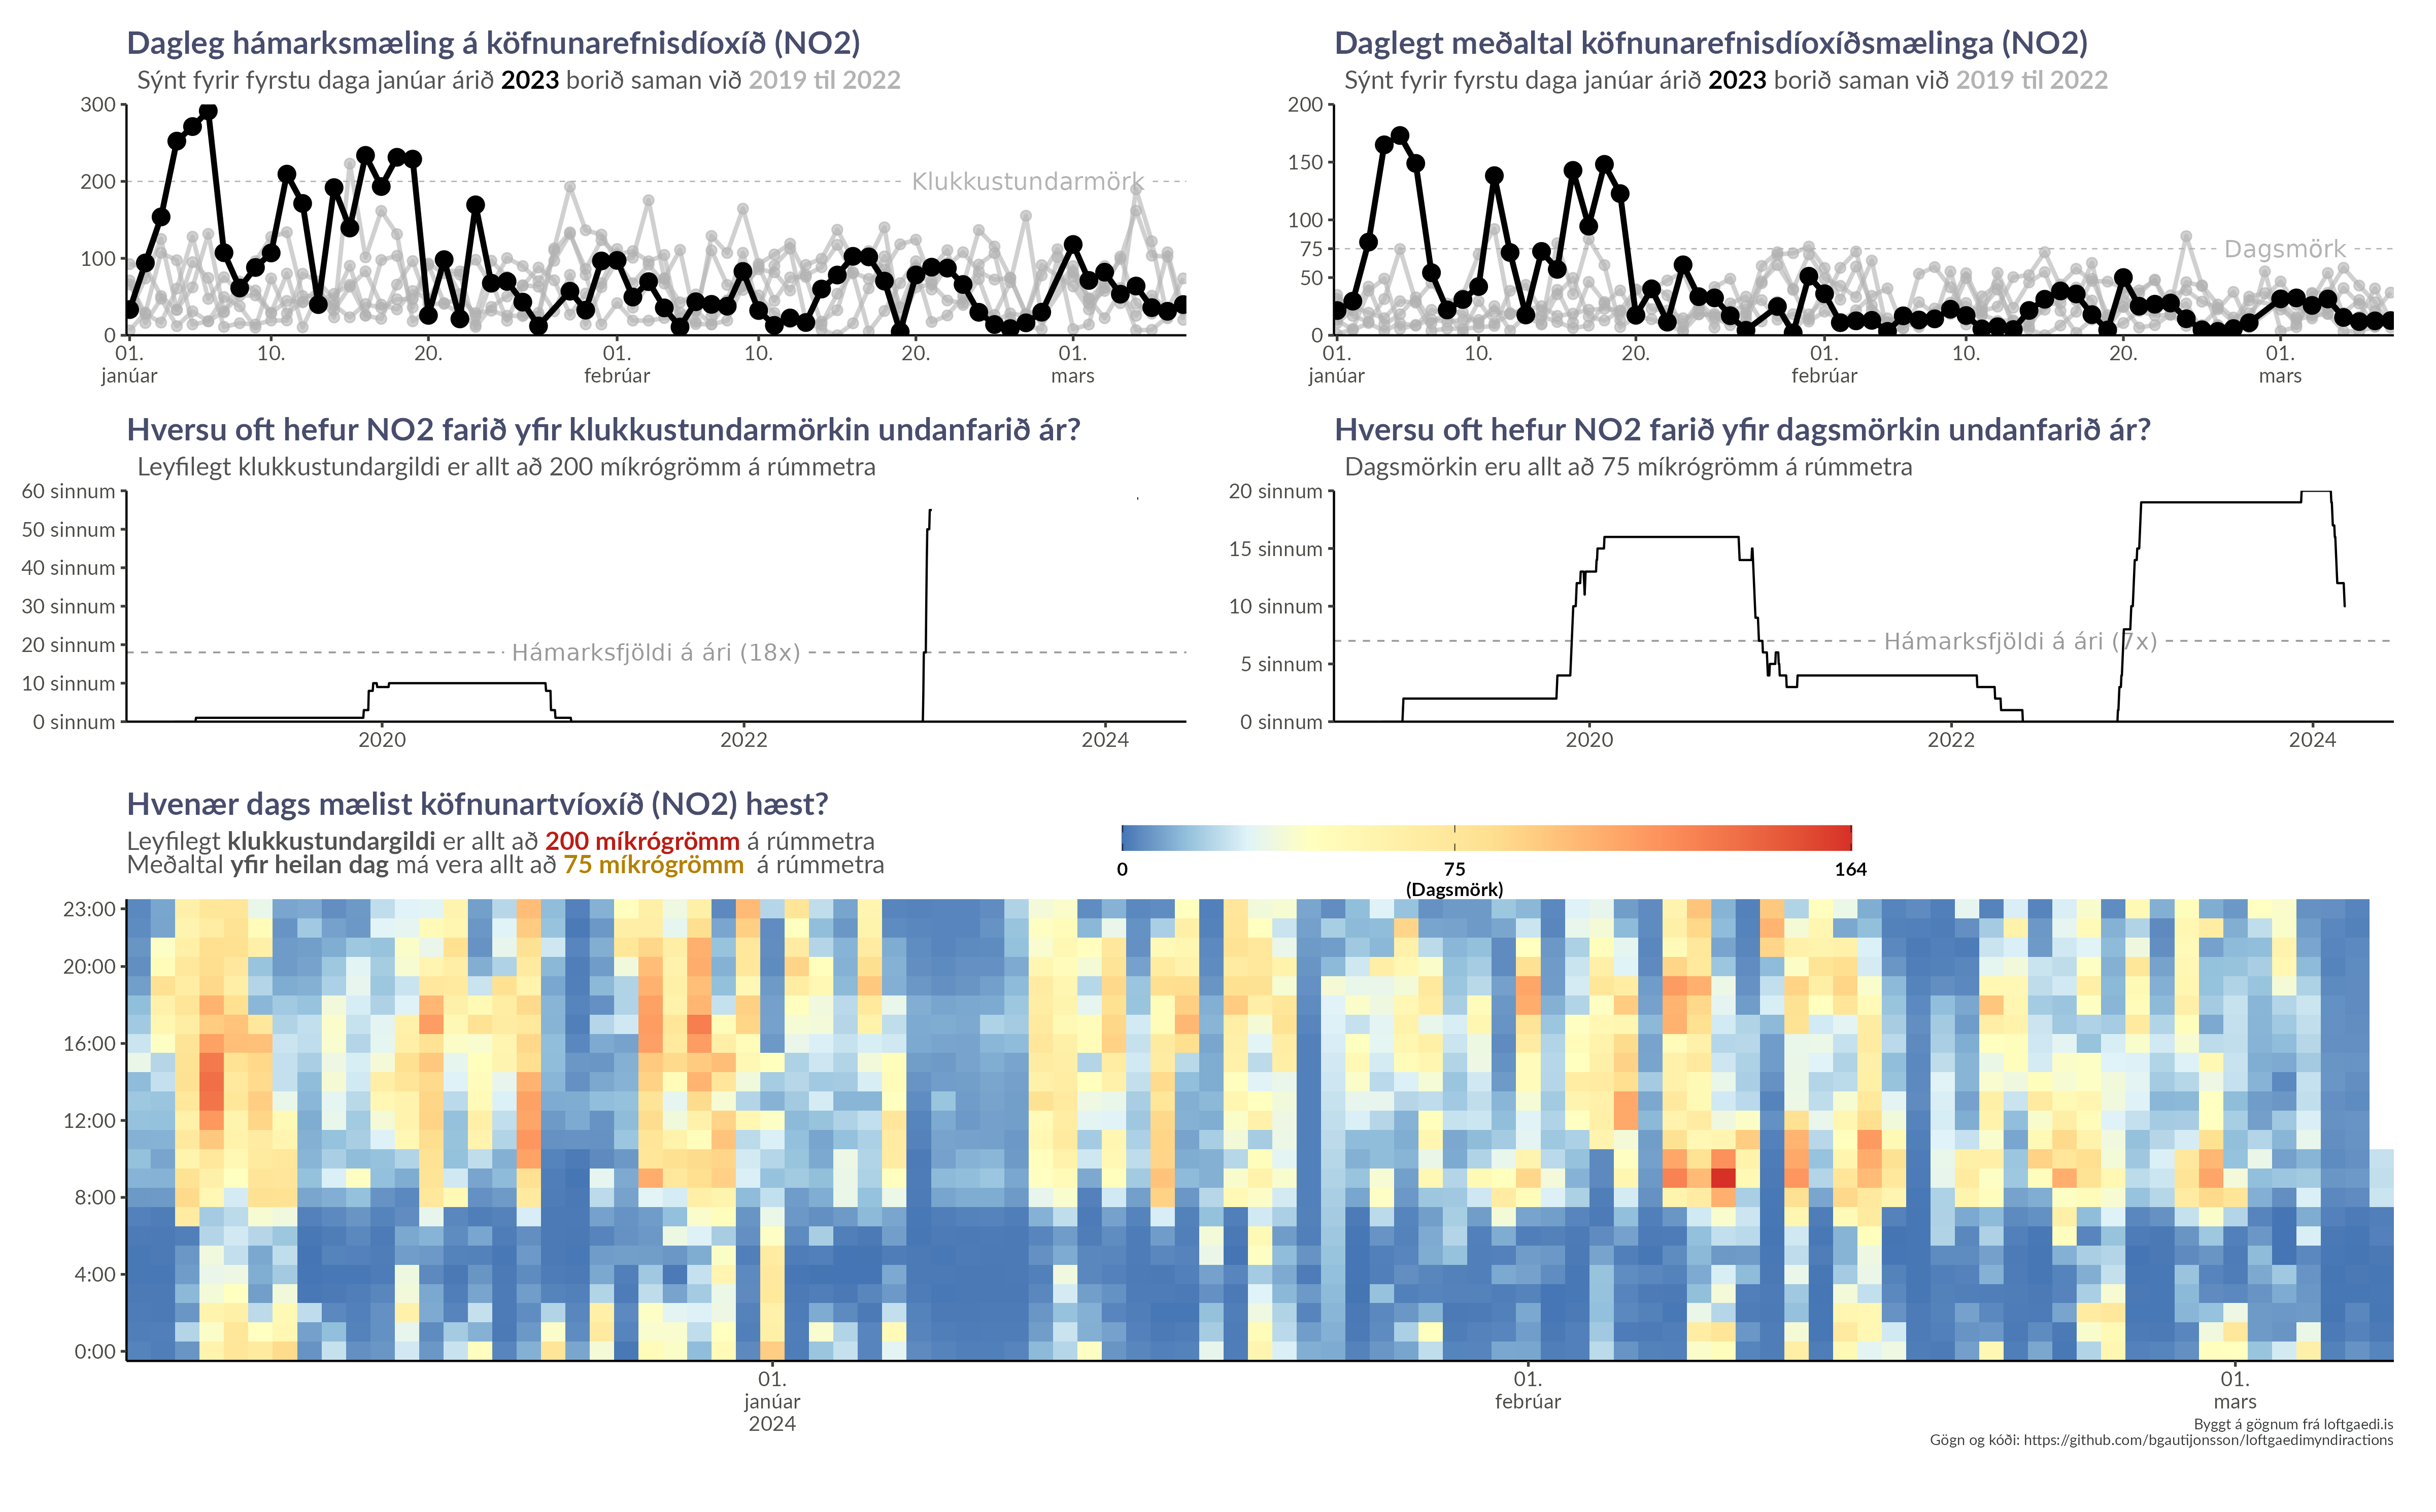 Dagleg hámarksmæling á köfnunarefnisdíoxíð (NO2)
Sýnt fyrir fyrstu daga janúar árið 2023 borið saman við 2019 til 2022
300
200
100
0
Klukkustundarmörk
01.
janúar
10.
20.
01.
febrúar
10.
20.
01.
mars
Daglegt meðaltal köfnunarefnisdíoxíðsmælinga (NO2)
Sýnt fyrir fyrstu daga janúar árið 2023 borið saman við 2019 til 2022
200
150
100
75
50
0
Dagsmörk
01.
janúar
10.
20.
01.
febrúar
10.
20.
01.
mars
Hversu oft hefur NO2 farið yfir klukkustundarmörkin undanfarið ár?
Leyfilegt klukkustundargildi er allt að 200 míkrógrömm á rúmmetra
60 sinnum
50 sinnum
40 sinnum
30 sinnum
20 sinnum
10 sinnum
0 sinnum
Hámarksfjöldi á ári (18x)
2020
2022
2024
Hversu oft hefur NO2 farið yfir dagsmörkin undanfarið ár?
Dagsmörkin eru allt að 75 míkrógrömm á rúmmetra
20 sinnum
15 sinnum
10 sinnum
5 sinnum
0 sinnum
Hámarksfjöldi á ári (7x)
2020
2022
2024
Hvenær dags mælist köfnunartvíoxíð (NO2) hæst?
Leyfilegt klukkustundargildi er allt að 200 míkrógrömm á rúmmetra
Meðaltal yfir heilan dag má vera allt að 75 míkrógrömm á rúmmetra
0
75
(Dagsmörk)
164
23:00
20:00
16:00
12:00
8:00
4:00
0:00
01.
janúar
2024
01.
febrúar
01.
mars
Byggt á gögnum frá loftgaedi.is
Gögn og kóði: https://github.com/bgautijonsson/loftgaedimyndiractions